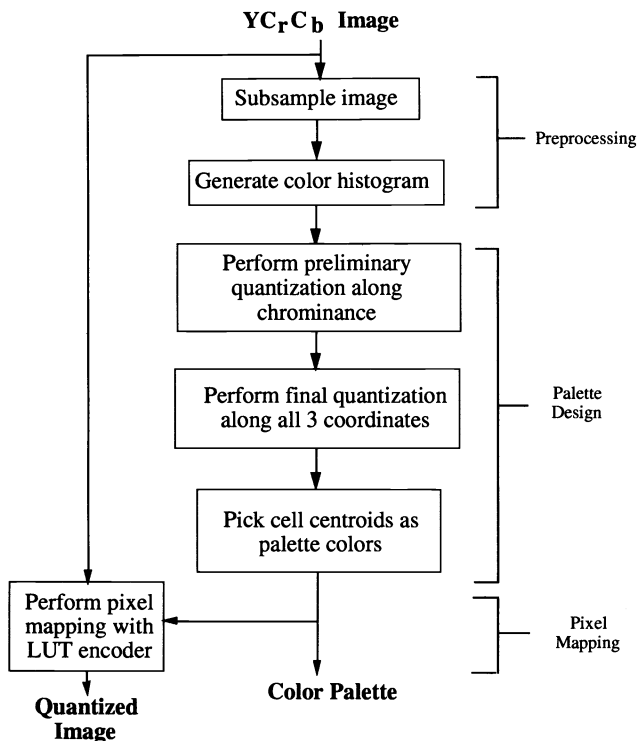 YCrCb Image
Subsample image
Preprocessing
Generate color histogram
Perform preliminary
quantization along
chrominance
Perform final quantization
along all 3 coordinates
Palette
Design
Pick cell centroids as
palette colors
Perform pixel
mapping with
LUT encoder
Pixel
Mapping
Color Palette
Quantized
Image